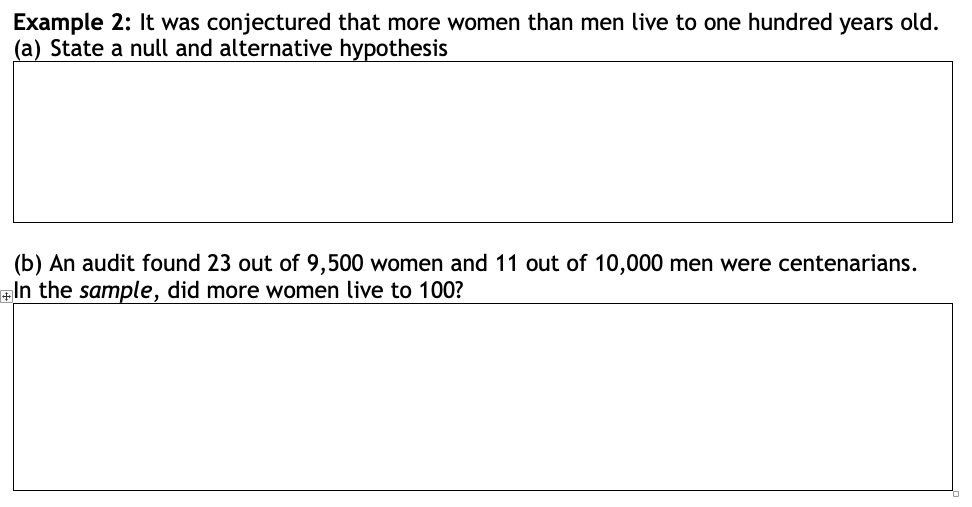 Example 2: It was conjectured that more women than men live to one hundred years old.
(a) State a null and alternative hypothesis
(b) An audit found 23 out of 9,500 women and 11 out of 10,000 men were centenarians.
In the sample, did more women live to 100?